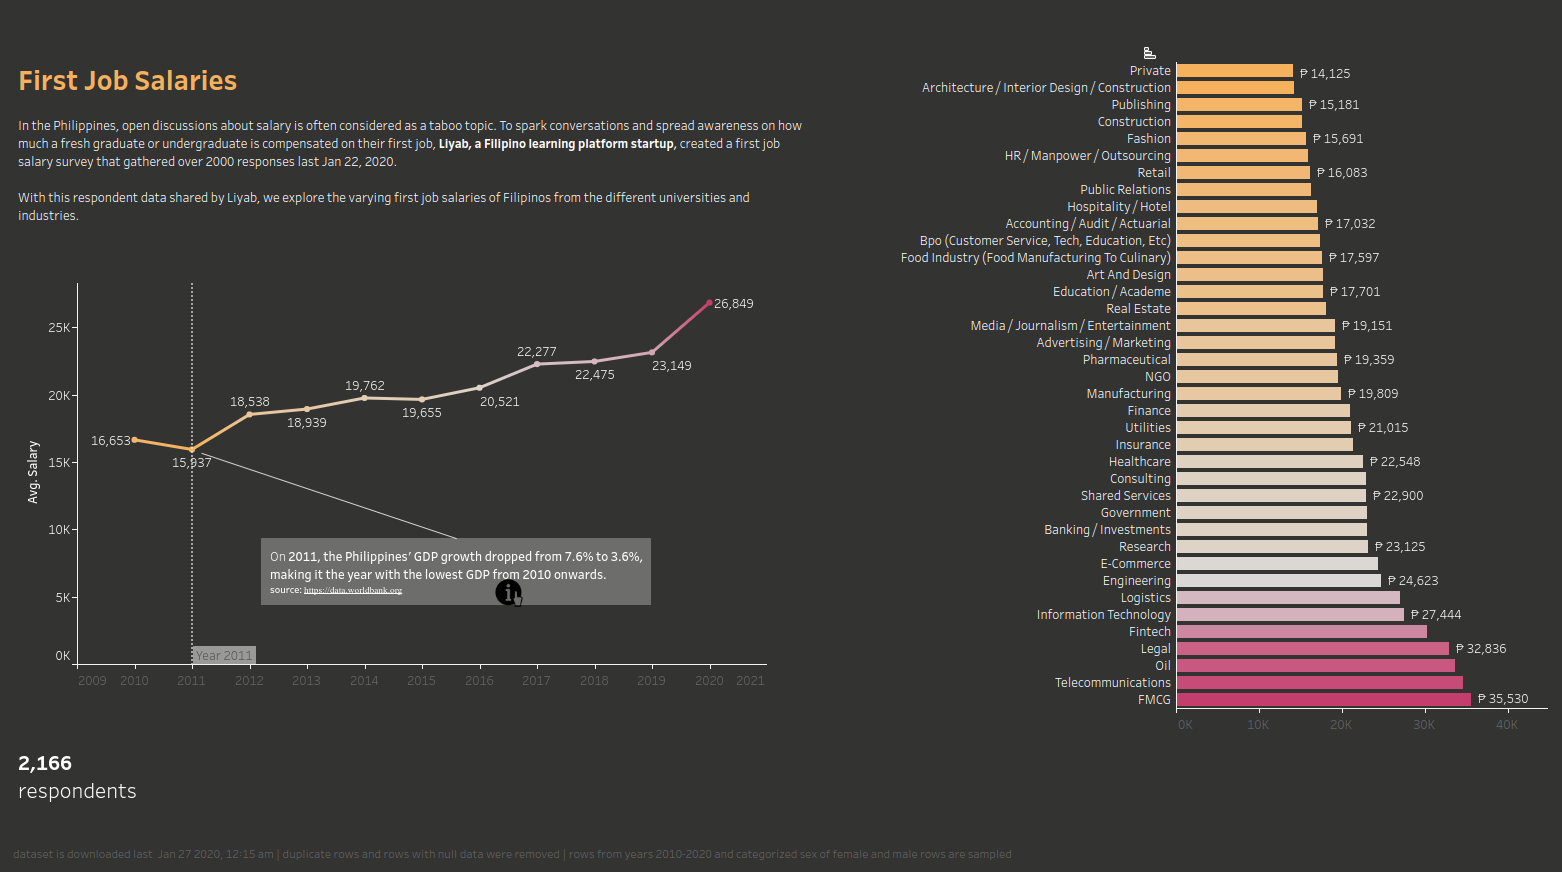 First Job Salaries
In the Philippines, open discussions about salary is often considered as a taboo topic. To spark conversations and spread awareness on how
much a fresh graduate or undergraduate is compensated on their first job, Liyab, a Filipino learning platform startup, created a first job
salary survey that gathered over 2000 responses last Jan 22, 2020.
With this respondent data shared by Liyab, we explore the varying first job salaries of Filipinos from the different universities and
industries.
Avg. Salary
25K
20K
15K
10K
5K
0K
16,653
15,937
18,538
18,939
19,762
19,655
20,521
22,277
22,475
23,149
26,849
On 2011, the Philippines' GDP growth dropped from 7.6% to 3.6%,
making it the year with the lowest GDP from 2010 onwards.
source: https://data.worldbank.org
Year 2011
2009 2010 2011 2012 2013 2014 2015 2016 2017 2018 2019 2020 2021
2,166
respondents
Private ₱ 14,125
Architecture / Interior Design / Construction
Publishing ₱ 15,181
Construction
Fashion ₱ 15,691
HR / Manpower / Outsourcing
Retail ₱ 16,083
Public Relations
Hospitality / Hotel
Accounting / Audit / Actuarial ₱ 17,032
Bpo (Customer Service, Tech, Education, Etc)
Food Industry (Food Manufacturing To Culinary) ₱ 17,597
Art And Design
Education / Academe ₱ 17,701
Real Estate
Media / Journalism / Entertainment ₱ 19,151
Advertising / Marketing
Pharmaceutical ₱ 19,359
NGO
Manufacturing ₱ 19,809
Finance
Utilities ₱ 21,015
Insurance
Healthcare ₱ 22,548
Consulting
Shared Services ₱ 22,900
Government
Banking / Investments
Research ₱ 23,125
E-Commerce
Engineering ₱ 24,623
Logistics
Information Technology ₱ 27,444
Fintech
Legal ₱ 32,836
Oil
Telecommunications
FMCG ₱ 35,530
0K 10K 20K 30K 40K
dataset is downloaded last Jan 27 2020, 12:15 am | duplicate rows and rows with null data were removed | rows from years 2010-2020 and categorized sex of female and male rows are sampled